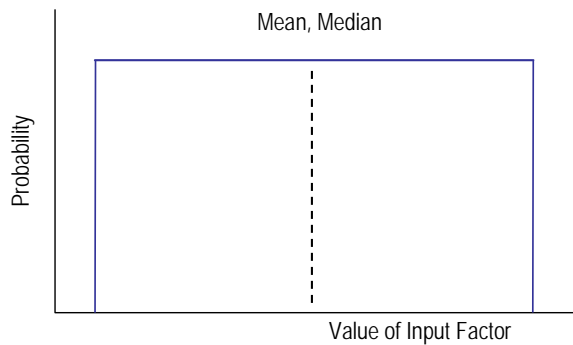 Mean, Median
Probability
Value of Input Factor